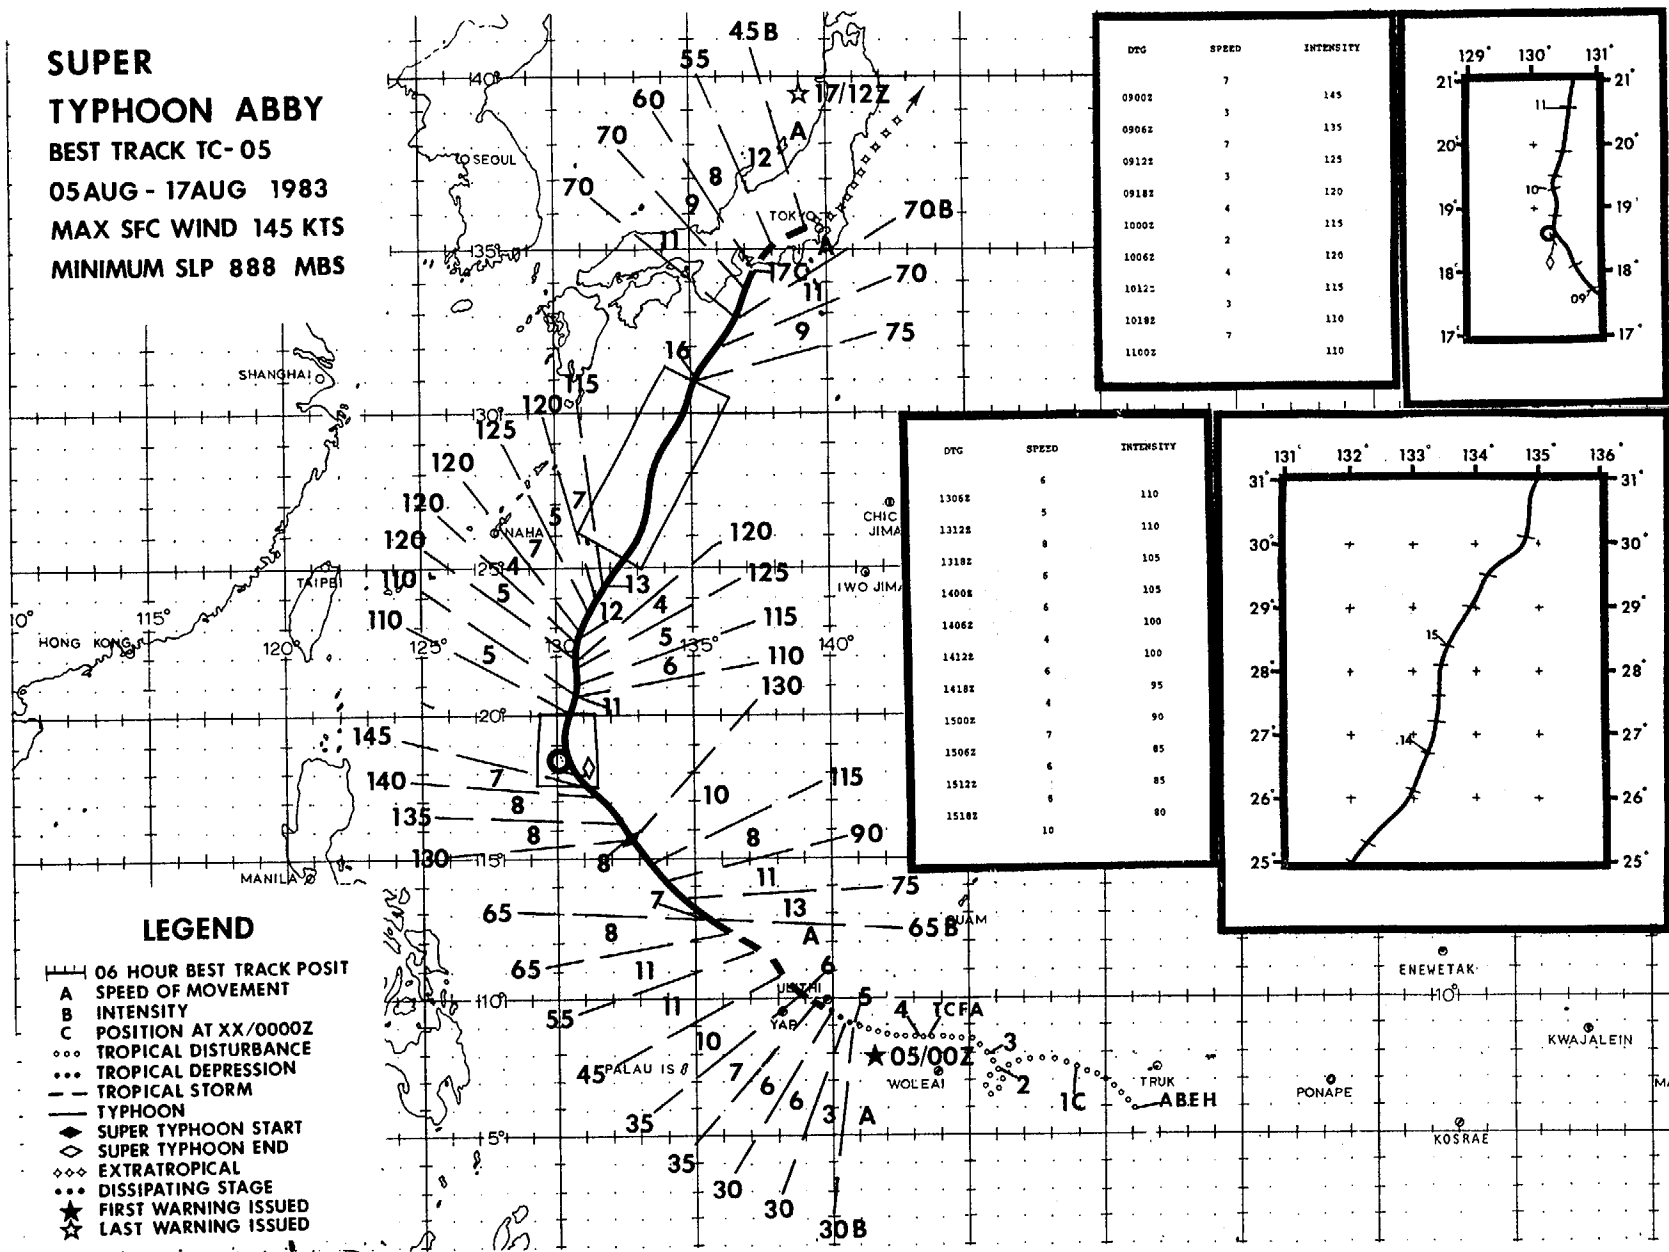 SUPER
TYPHOON ABBY
BEST TRACK TC-05
05AUG-17AUG 1983
MAX SFC WIND 145 KTS
MINIMUM SLP 888 MBS
45B
55
60
70
70
17/12Z
A
12
8
9
11
40°
SEOUL
TOKYO
70B
A
35°
17C
11
70
9
75
16
SHANGHAI
115
120
30°
125
120
120
120
110
110
7
5
NAHA
7
4
5
25°
TAIPEI
13
12
120
125
4
115
5
6
110
130
CHIC
JIMA
IWO JIMA
HONG KONG
115°
120°
125°
130°
135°
140°
5
11
20°
145
140
135
130
7
8
8
8
15°
10
115
8
90
11
75
13
65B
A
MANILA
65
7
8
65
11
55
11
10°
10
45
PALAU IS
7
6
6
3
A
35
5°
35
30
30
30B
6
ULITHI
YAP
5
4
TCFA
05/00Z
WOLEAI
3
2
1C
TRUK
ABEH
PONAPE
KOSRAE
ENEWETAK
10°
KWAJALEIN
DTG SPEED INTENSITY
7
0900Z 145
3
0906Z 135
7
0912Z 125
3
0918Z 120
4
1000Z 115
2
1006Z 120
4
1012Z 115
3
1018Z 110
7
1100Z 110
129° 130° 131°
21° 21°
11
20° 20°
10
19° 19°
18° 18°
09
17° 17°
DTG SPEED INTENSITY
6
1306Z 110
5
1312Z 110
8
1318Z 105
6
1400Z 105
6
1406Z 100
4
1412Z 100
6
1418Z 95
4
1500Z 90
7
1506Z 85
6
1512Z 85
6
1518Z 80
10
131° 132° 133° 134° 135° 136°
31° 31°
30° 30°
29° 29°
15
28° 28°
27° 27°
14
26° 26°
25° 25°
LEGEND
06 HOUR BEST TRACK POSIT
A SPEED OF MOVEMENT
B INTENSITY
C POSITION AT XX/0000Z
TROPICAL DISTURBANCE
TROPICAL DEPRESSION
TROPICAL STORM
TYPHOON
SUPER TYPHOON START
SUPER TYPHOON END
EXTRATROPICAL
DISSIPATING STAGE
FIRST WARNING ISSUED
LAST WARNING ISSUED